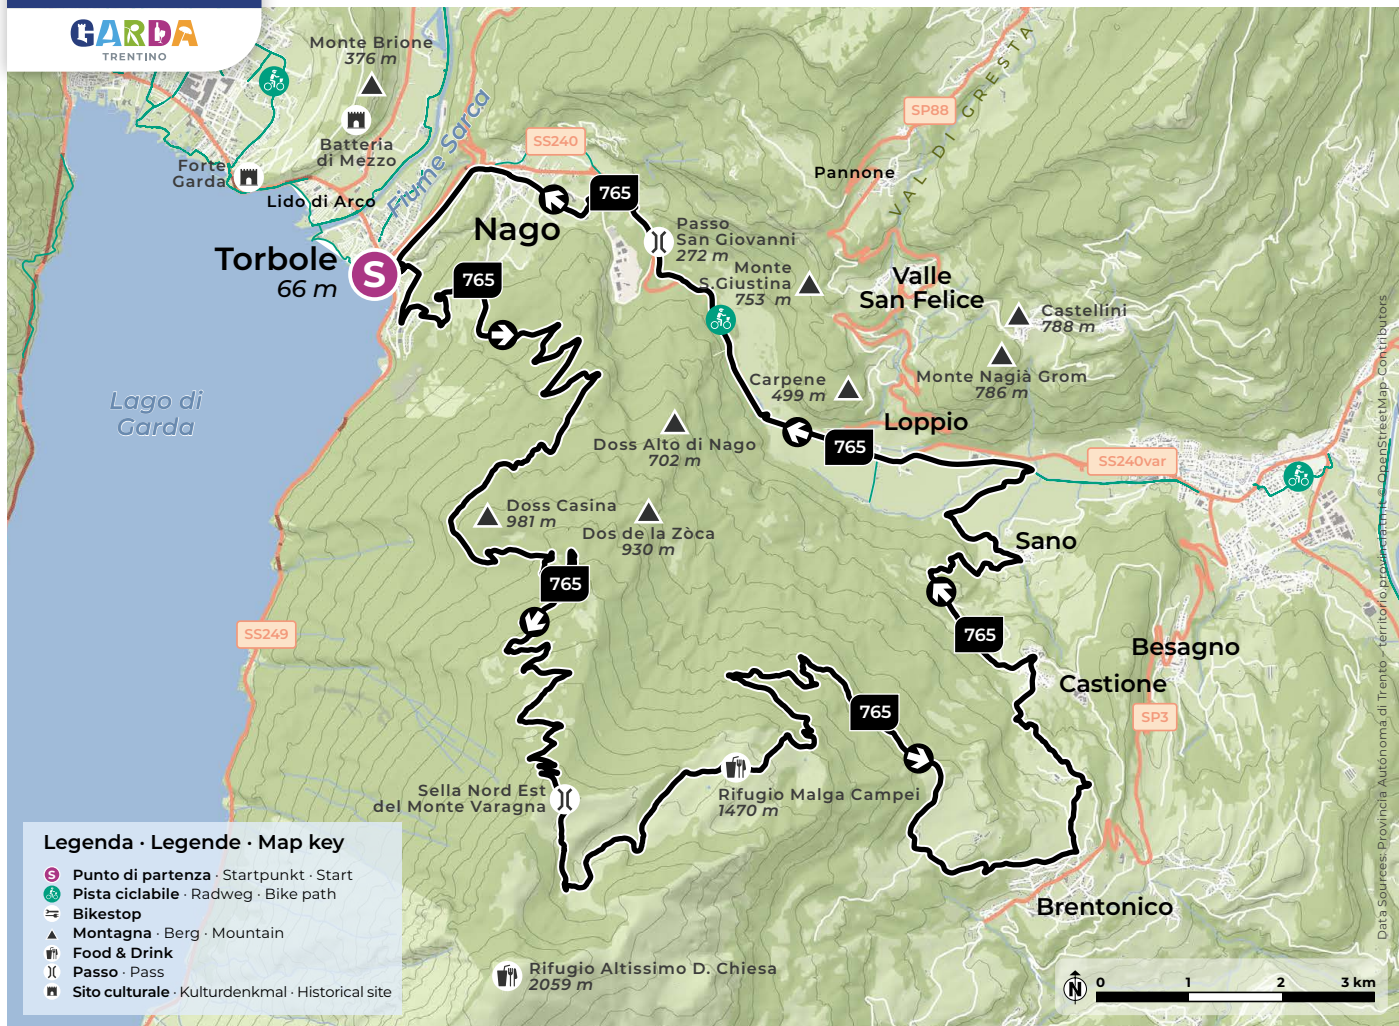 GARDA
TRENTINO
Monte Brione
376 m
Batteria
di Mezzo
Forte
Garda
Lido di Arco
Fiume Sarca
SS240
SP88
VAL DI GRESTA
Pannone
765
Nago
Passo
San Giovanni
272 m
Monte
S.Giustina
753 m
Torbole
66 m
S
765
Valle
San Felice
Castellini
788 m
Monte Nagià Grom
786 m
Carpene
499 m
Lago di
Garda
Loppio
765
Doss Alto di Nago
702 m
SS240var
Doss Casina
981 m
Dos de la Zòca
930 m
Sano
765
765
SS249
Besagno
Castione
765
SP3
Sella Nord Est
del Monte Varagna
Rifugio Malga Campei
1470 m
Brentonico
Rifugio Altissimo D. Chiesa
2059 m
Legenda · Legende · Map key
S Punto di partenza · Startpunkt · Start
Pista ciclabile · Radweg · Bike path
Bikestop
Montagna · Berg · Mountain
Food & Drink
Passo · Pass
Sito culturale · Kulturdenkmal · Historical site
N
0 1 2 3 km
Data Sources: Provincia Autónoma di Trento - territorio.provincia.tn.it © OpenStreetMap-Contributors